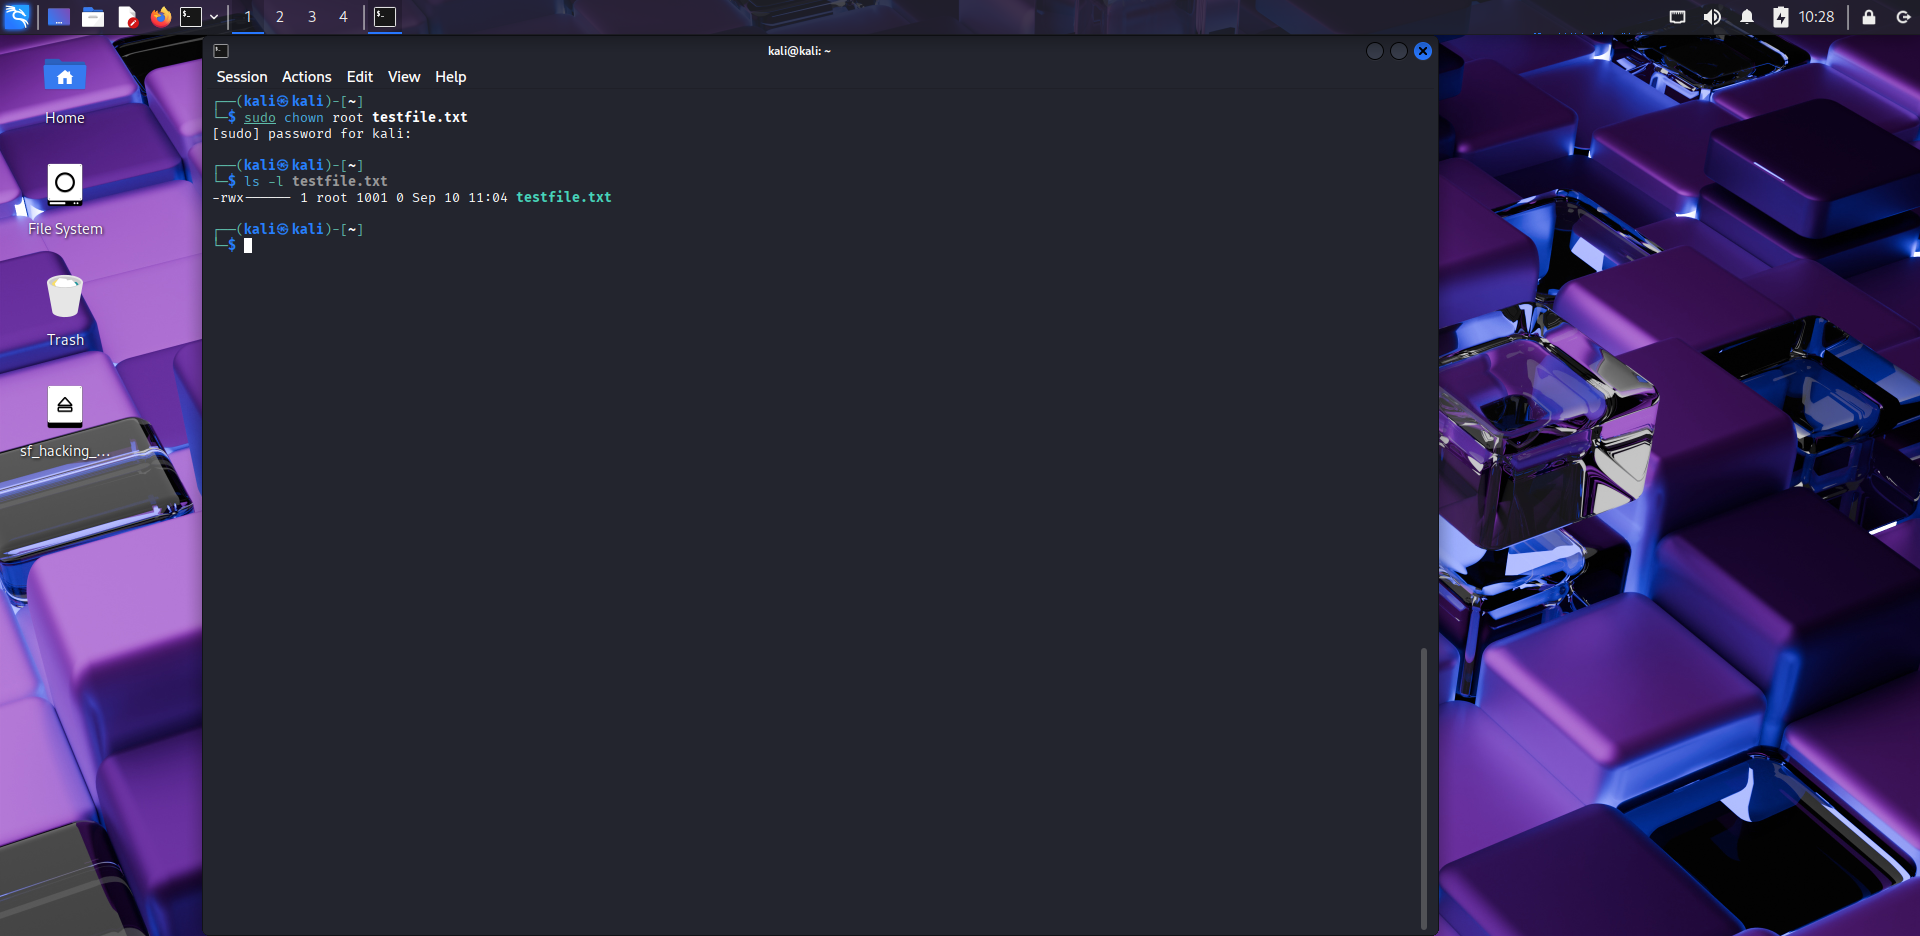 1 2 3 4
10:28
kali@kali: ~
Session Actions Edit View Help
Home
File System
Trash
sf_hacking_...
┌──(kali㉿kali)-[~]
└─$ sudo chown root testfile.txt
[sudo] password for kali:
┌──(kali㉿kali)-[~]
└─$ ls -l testfile.txt
-rwx------ 1 root 1001 0 Sep 10 11:04 testfile.txt
┌──(kali㉿kali)-[~]
└─$